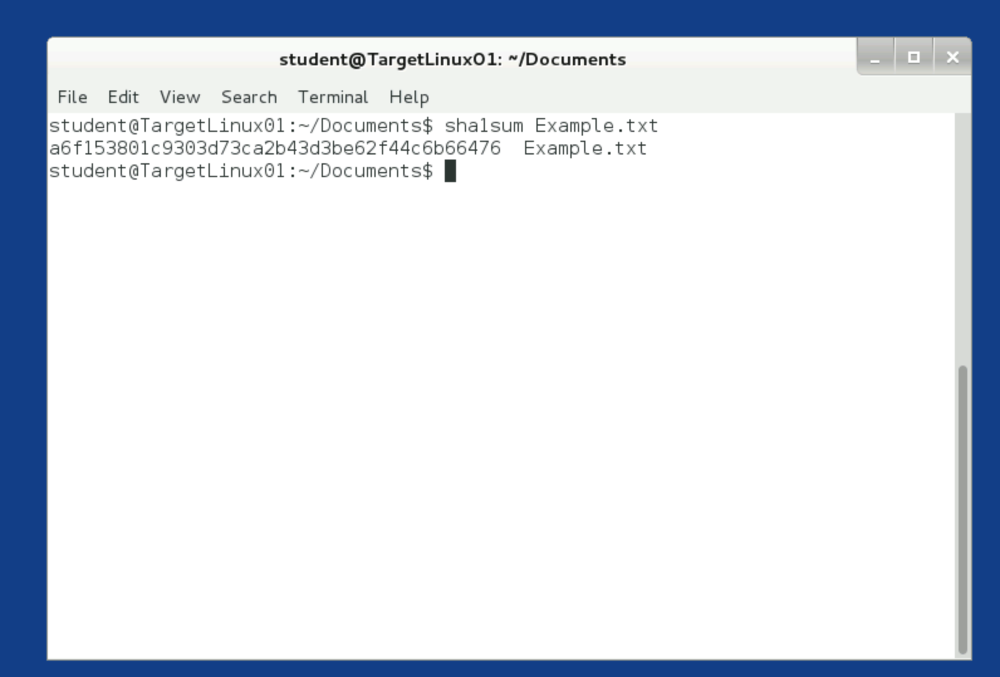 student@TargetLinux01: ~/Documents
File Edit View Search Terminal Help
student@TargetLinux01:~/Documents$ sha1sum Example.txt
a6f153801c9303d73ca2b43d3be62f44c6b66476  Example.txt
student@TargetLinux01:~/Documents$